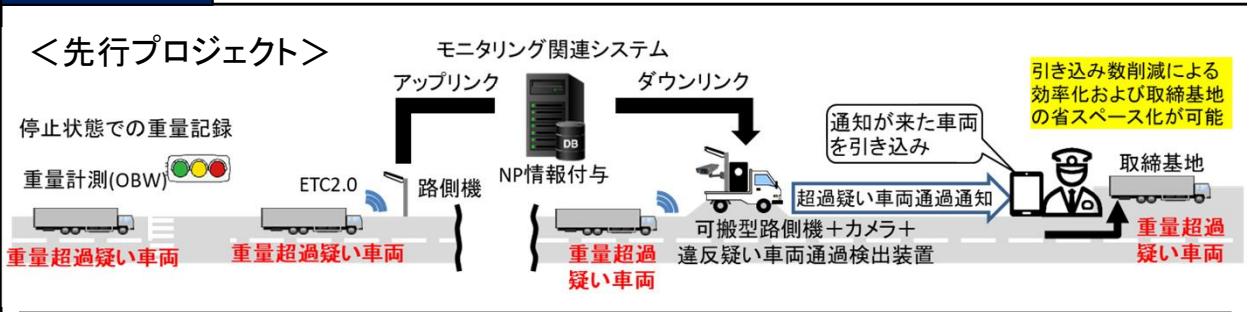 ＜先行プロジェクト＞
モニタリング関連システム
アップリンク
ダウンリンク
引き込み数削減による
効率化および取締基地
の省スペース化が可能
停止状態での重量記録
重量計測(OBW)
ETC2.0
路側機
DB
NP情報付与
通知が来た車両
を引き込み
超過疑い車両通過通知
取締基地
可搬型路側機＋カメラ＋
違反疑い車両通過検出装置
重量超過疑い車両
重量超過疑い車両
重量超過
疑い車両
重量超過
疑い車両